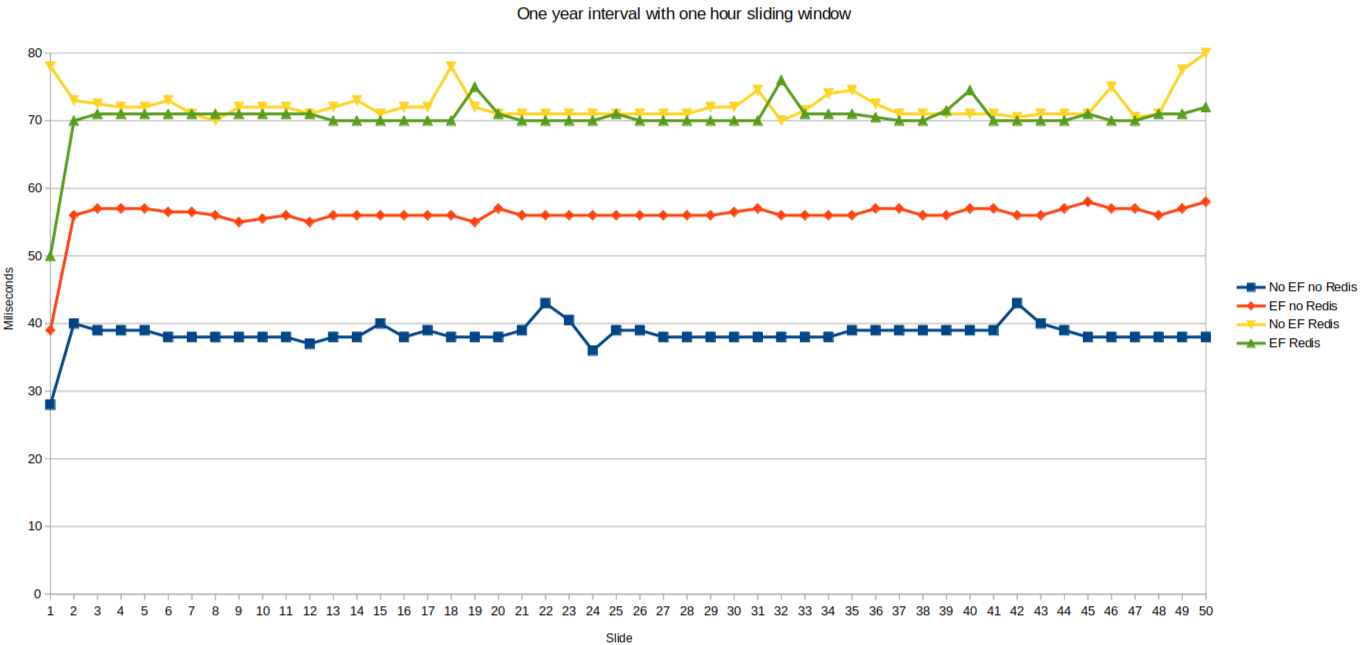 One year interval with one hour sliding window
80
70
60
50
40
30
20
10
0
Miliseconds
1 2 3 4 5 6 7 8 9 10 11 12 13 14 15 16 17 18 19 20 21 22 23 24 25 26 27 28 29 30 31 32 33 34 35 36 37 38 39 40 41 42 43 44 45 46 47 48 49 50
Slide
No EF no Redis
EF no Redis
No EF Redis
EF Redis